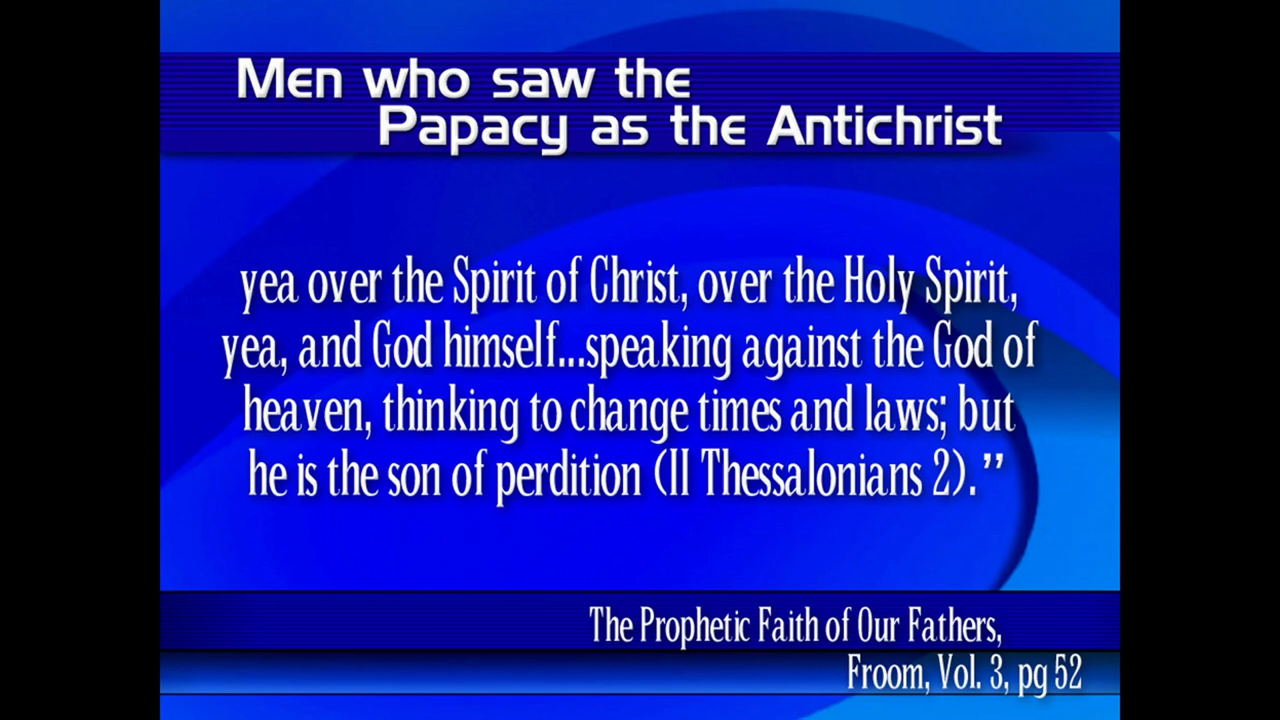 Men who saw the
Papacy as the Antichrist
yea over the Spirit of Christ, over the Holy Spirit,
yea, and God himself...speaking against the God of
heaven, thinking to change times and laws; but
he is the son of perdition (II Thessalonians 2).”
The Prophetic Faith of Our Fathers,
Froom, Vol. 3, pg 52